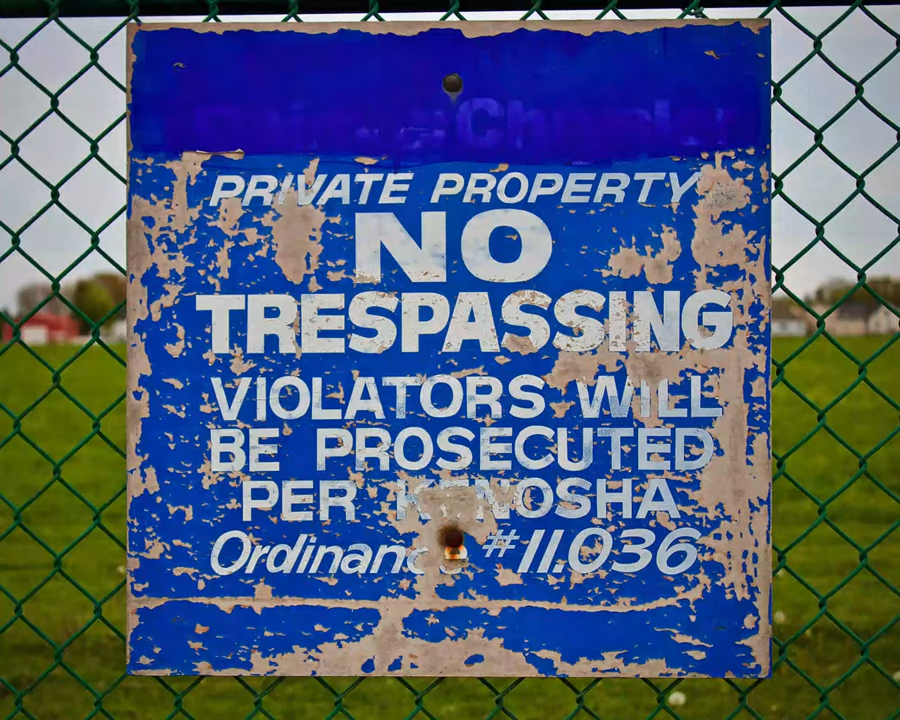 PRIVATE PROPERTY
NO
TRESPASSING
VIOLATORS WILL
BE PROSECUTED
PER KENOSHA
Ordinance #11.036